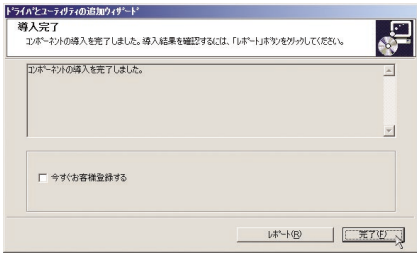 ﾄﾞﾗｲﾊﾞとﾕｰﾃｨﾘﾃｨの追加ｳｨｻﾞｰﾄﾞ
導入完了
ｺﾝﾎﾟｰﾈﾝﾄの導入を完了しました。導入結果を確認するには、「ﾚﾎﾟｰﾄ」ﾎﾞﾀﾝをｸﾘｯｸしてください。
ｺﾝﾎﾟｰﾈﾝﾄの導入を完了しました。
今すぐお客様登録する
ﾚﾎﾟｰﾄ(R)
完了(F)